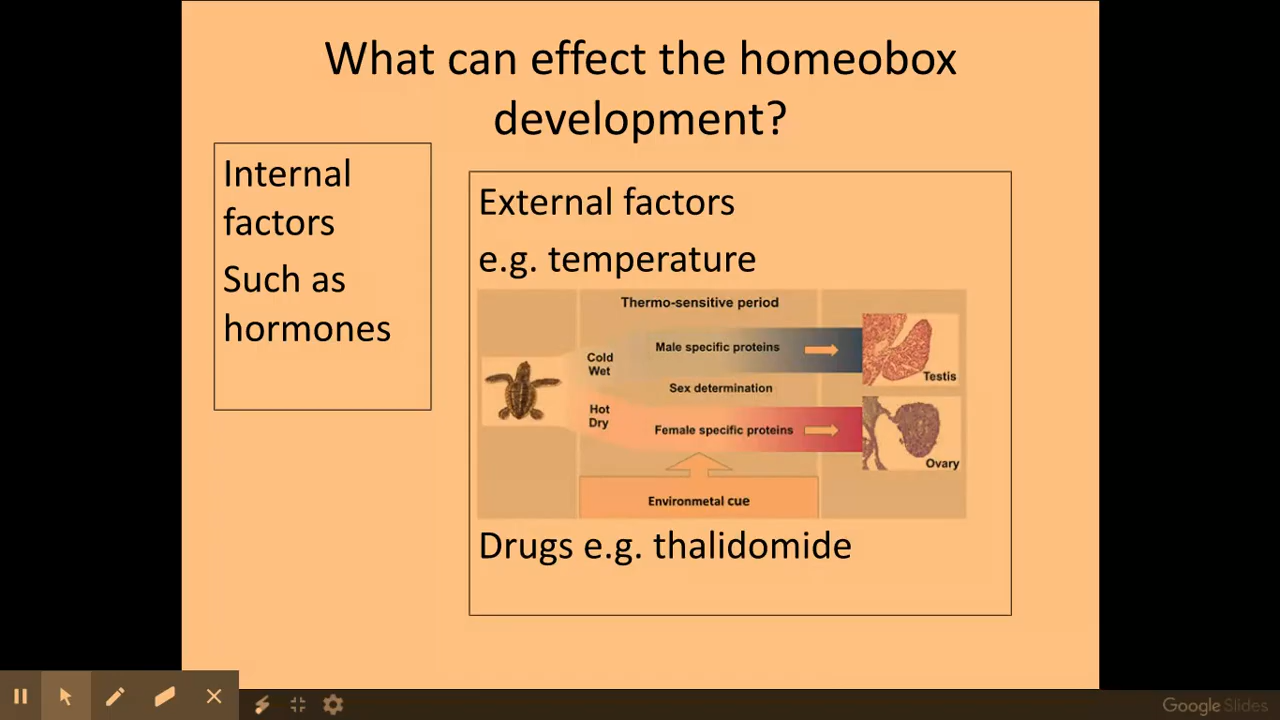 What can effect the homeobox
development?
Internal
factors
Such as
hormones
External factors
e.g. temperature
Thermo-sensitive period
Cold
Wet
Male specific proteins
Testis
Sex determination
Hot
Dry
Female specific proteins
Ovary
Environmetal cue
Drugs e.g. thalidomide
Google Slides